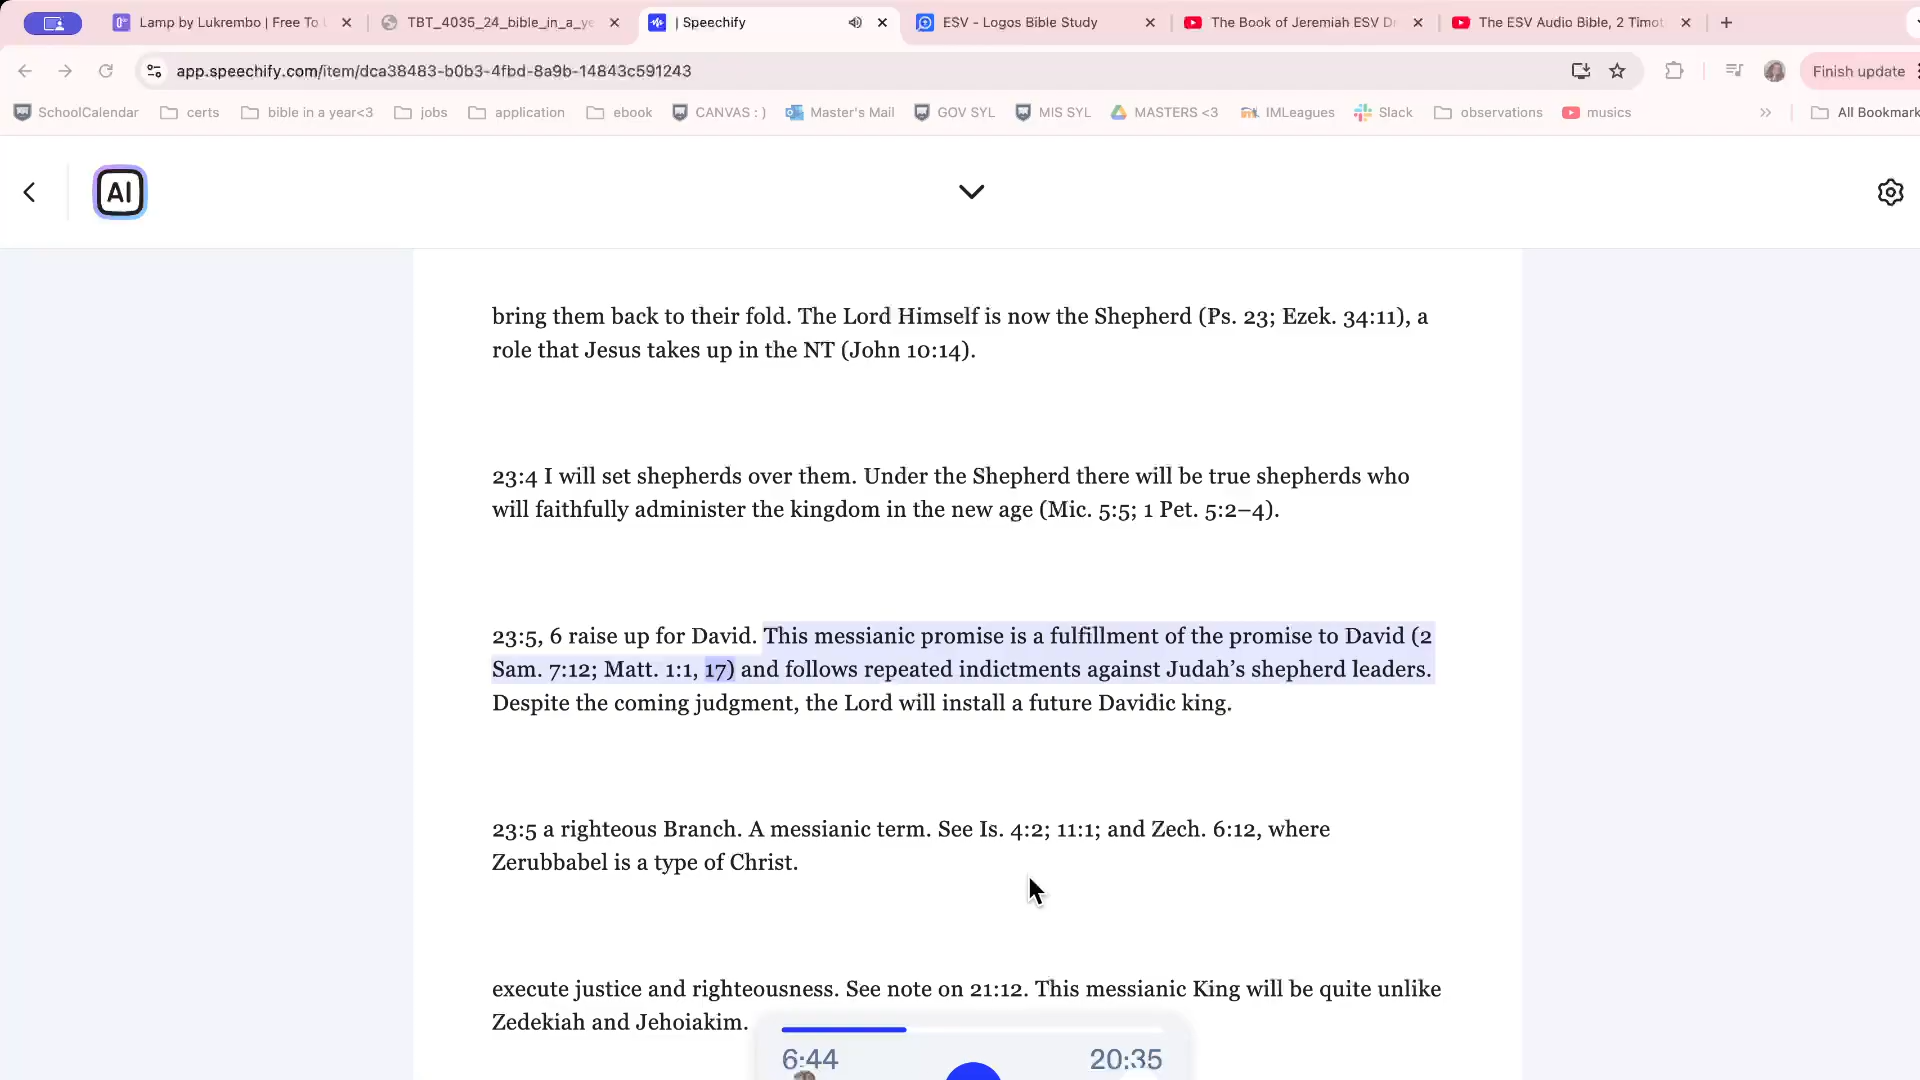 Lamp by Lukrembo | Free To
TBT_4035_24_bible_in_a_ye
| Speechify
ESV - Logos Bible Study
The Book of Jeremiah ESV Dr
The ESV Audio Bible, 2 Timot
app.speechify.com/item/dca38483-b0b3-4fbd-8a9b-14843c591243
Finish update
SchoolCalendar
certs
bible in a year<3
jobs
application
ebook
CANVAS : )
Master's Mail
GOV SYL
MIS SYL
MASTERS <3
IMLeagues
Slack
observations
musics
All Bookmark
AI
bring them back to their fold. The Lord Himself is now the Shepherd (Ps. 23; Ezek. 34:11), a
role that Jesus takes up in the NT (John 10:14).
23:4 I will set shepherds over them. Under the Shepherd there will be true shepherds who
will faithfully administer the kingdom in the new age (Mic. 5:5; 1 Pet. 5:2–4).
23:5, 6 raise up for David. This messianic promise is a fulfillment of the promise to David (2
Sam. 7:12; Matt. 1:1, 17) and follows repeated indictments against Judah’s shepherd leaders.
Despite the coming judgment, the Lord will install a future Davidic king.
23:5 a righteous Branch. A messianic term. See Is. 4:2; 11:1; and Zech. 6:12, where
Zerubbabel is a type of Christ.
execute justice and righteousness. See note on 21:12. This messianic King will be quite unlike
Zedekiah and Jehoiakim.
6:44
20:35